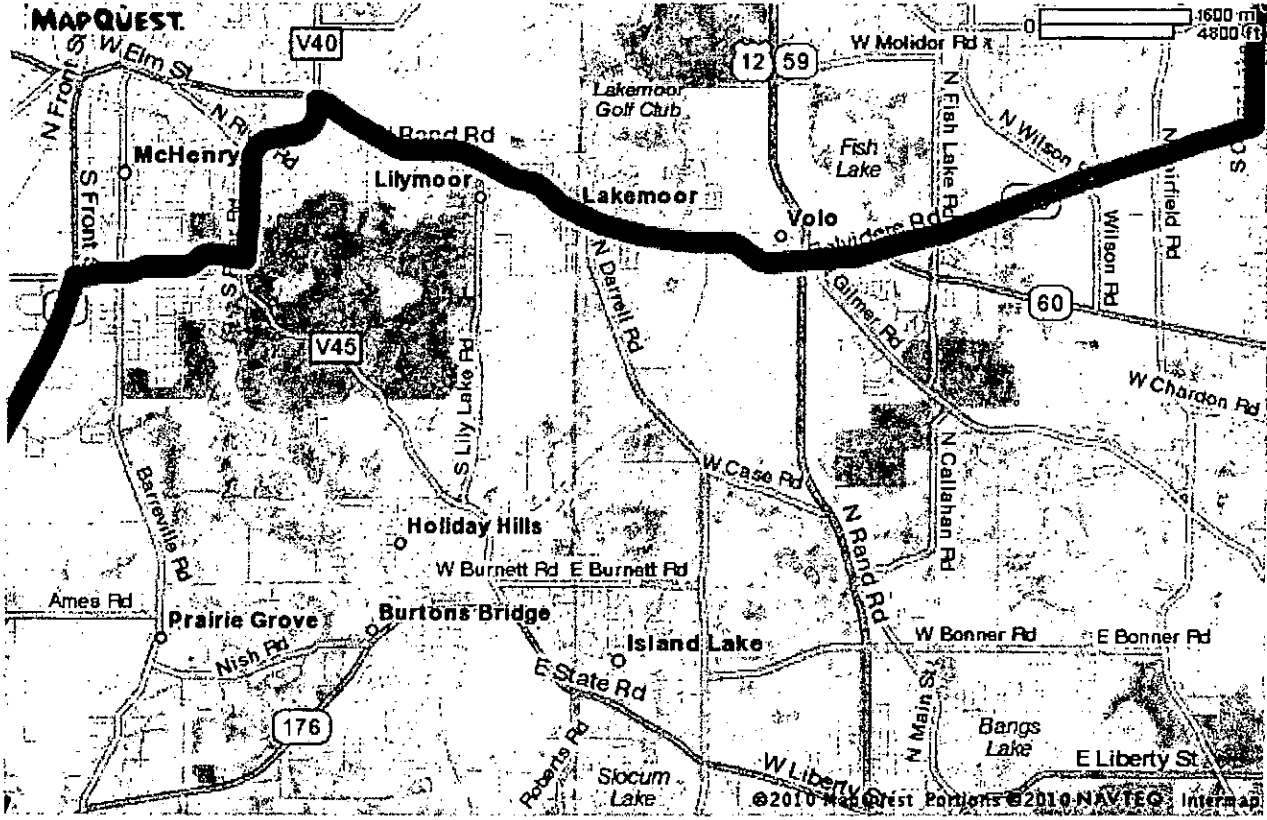 MAPQUEST.
V40
W Elm St
N Front St
12 59
W Molidor Rd
0
1600 m
4800 ft
Lakemoor
Golf Club
N Fish Lake Rd
N Wilson
Fish
Lake
Rand Rd
McHenry
Lilymoor
Lakemoor
Volo
S Front
Wilson Rd
N Darrell Rd
Gilmer Rd
60
V45
S Lily Lake Rd
W Chardon Rd
W Case Rd
N Callahan Rd
Barreville Rd
Holiday Hills
N Rand Rd
W Burnett Rd E Burnett Rd
Ames Rd
Prairie Grove
Burtons Bridge
Nish Rd
Island Lake
W Bonner Rd
E Bonner Rd
E State Rd
N Main St
176
Bangs
Lake
Roberts Rd
Slocum
Lake
W Liberty
E Liberty St
©2010 MapQuest Portions ©2010 NAVTEQ, Intermap